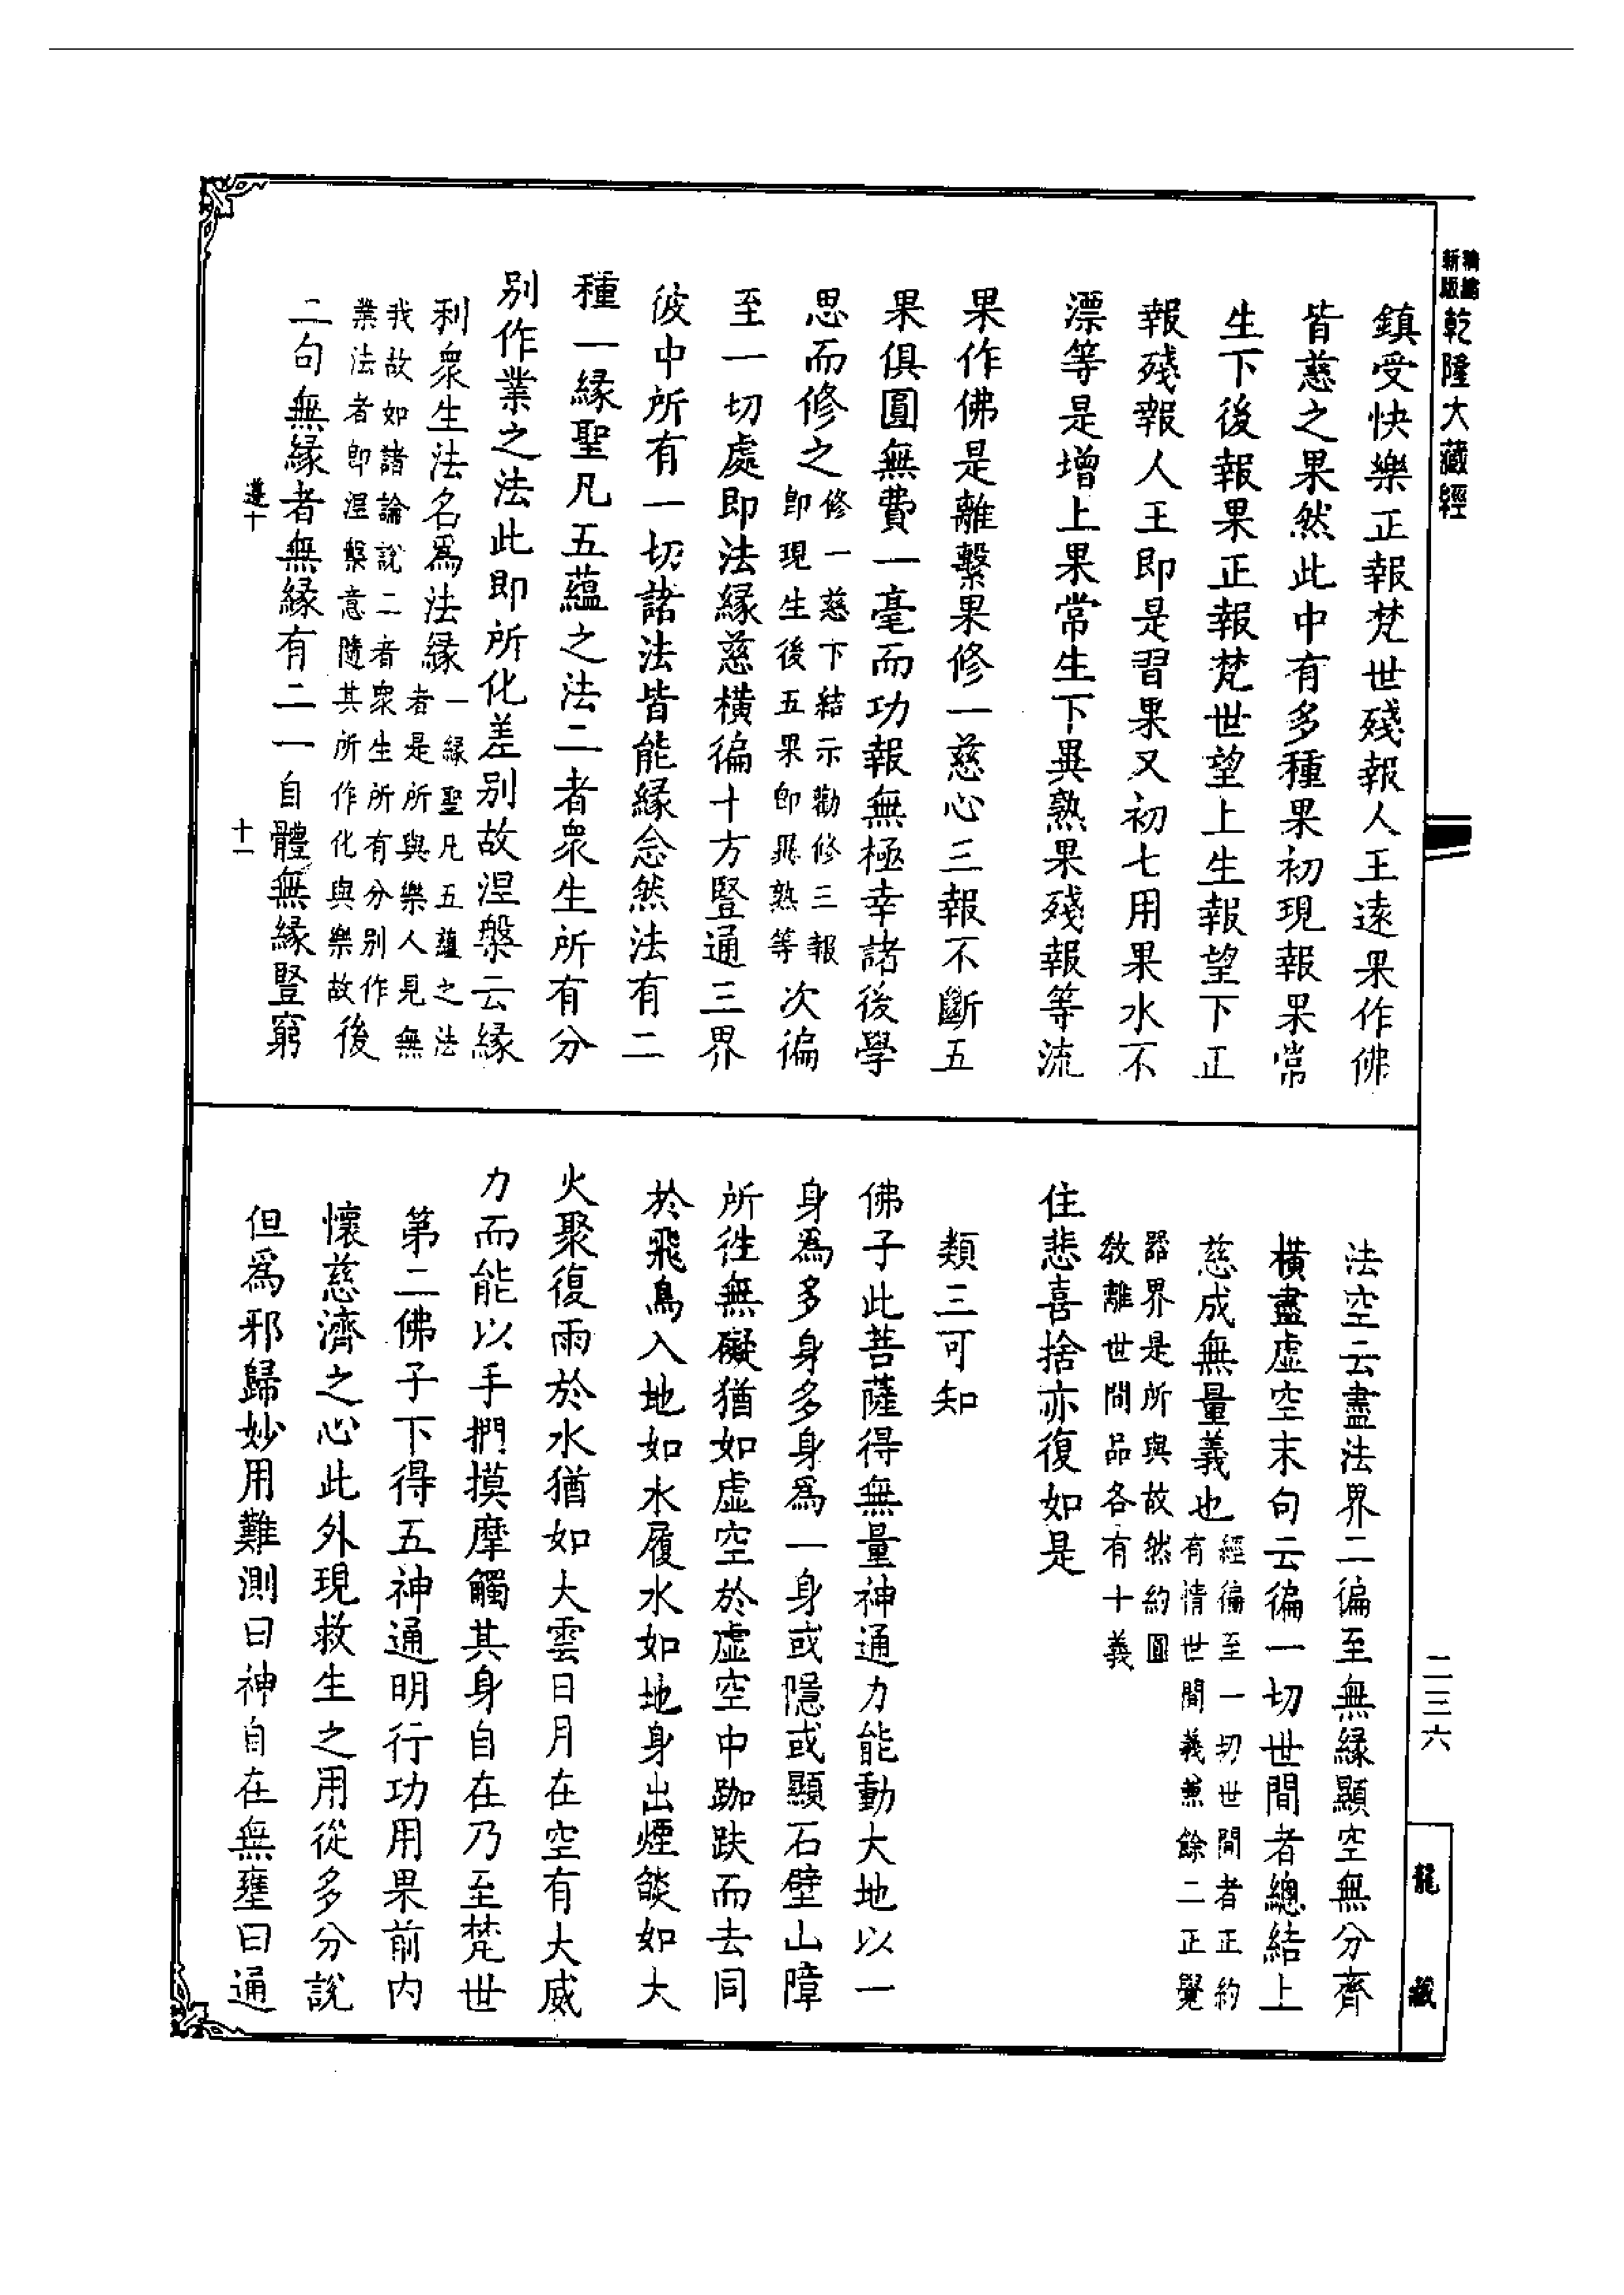 精縮新版乾隆大藏經
鎮受快樂正報梵世殘報人王遠果作佛
皆慈之果然此中有多種果初現報果常
生下後報果正報梵世望上生報望下正
報殘報人王即是習果又初七用果水不
漂等是增上果常生下異熟果殘報等流
果作佛是離繫果修一慈心三報不斷五
果俱圓無費一毫而功報無極幸諸後學
思而修之修一慈下結示勸修三報即現生後五果即異熟等次徧
至一切處即法緣慈橫徧十方豎通三界
彼中所有一切諸法皆能緣念然法有二
種一緣聖凡五蘊之法二者眾生所有分
別作業之法此即所化差別故涅槃云緣
利眾生法名為法緣一緣聖凡五蘊之法者是所與樂人見無
我故如諸論說二者眾生所有分別作業法者即涅槃意隨其所作化與樂故後
二句無緣者無緣有二一自體無緣豎窮
遵十 十一
法空云盡法界二徧至無緣顯空無分齊
橫盡虛空末句云徧一切世間者總結上
慈成無量義也經徧至一切世間者正約有情世間義兼餘二正覺
器界是所與故然約圓教離世間品各有十義
住悲喜捨亦復如是
類三可知
佛子此菩薩得無量神通力能動大地以一
身為多身多身為一身或隱或顯石壁山障
所往無礙猶如虛空於虛空中跏趺而去同
於飛鳥入地如水履水如地身出煙燄如大
火聚復雨於水猶如大雲日月在空有大威
力而能以手捫摸摩觸其身自在乃至梵世
第二佛子下得五神通明行功用果前內
懷慈濟之心此外現救生之用從多分說
但為邪歸妙用難測曰神自在無壅曰通
二三六
龍藏